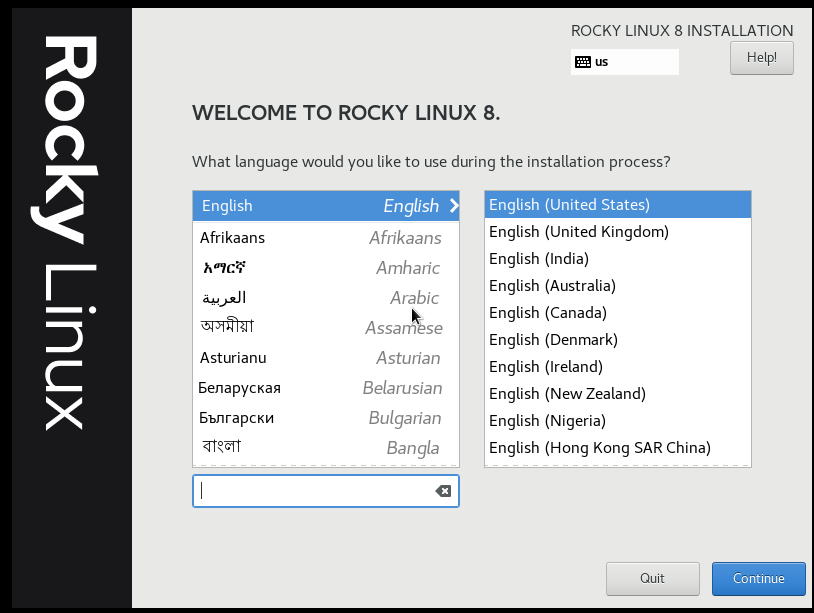 Rocky Linux
ROCKY LINUX 8 INSTALLATION
us
Help!
WELCOME TO ROCKY LINUX 8.
What language would you like to use during the installation process?
English English
Afrikaans Afrikaans
አማርኛ Amharic
العربية Arabic
অসমীয়া Assamese
Asturianu Asturian
Беларуская Belarusian
Български Bulgarian
বাংলা Bangla
English (United States)
English (United Kingdom)
English (India)
English (Australia)
English (Canada)
English (Denmark)
English (Ireland)
English (New Zealand)
English (Nigeria)
English (Hong Kong SAR China)
Quit
Continue